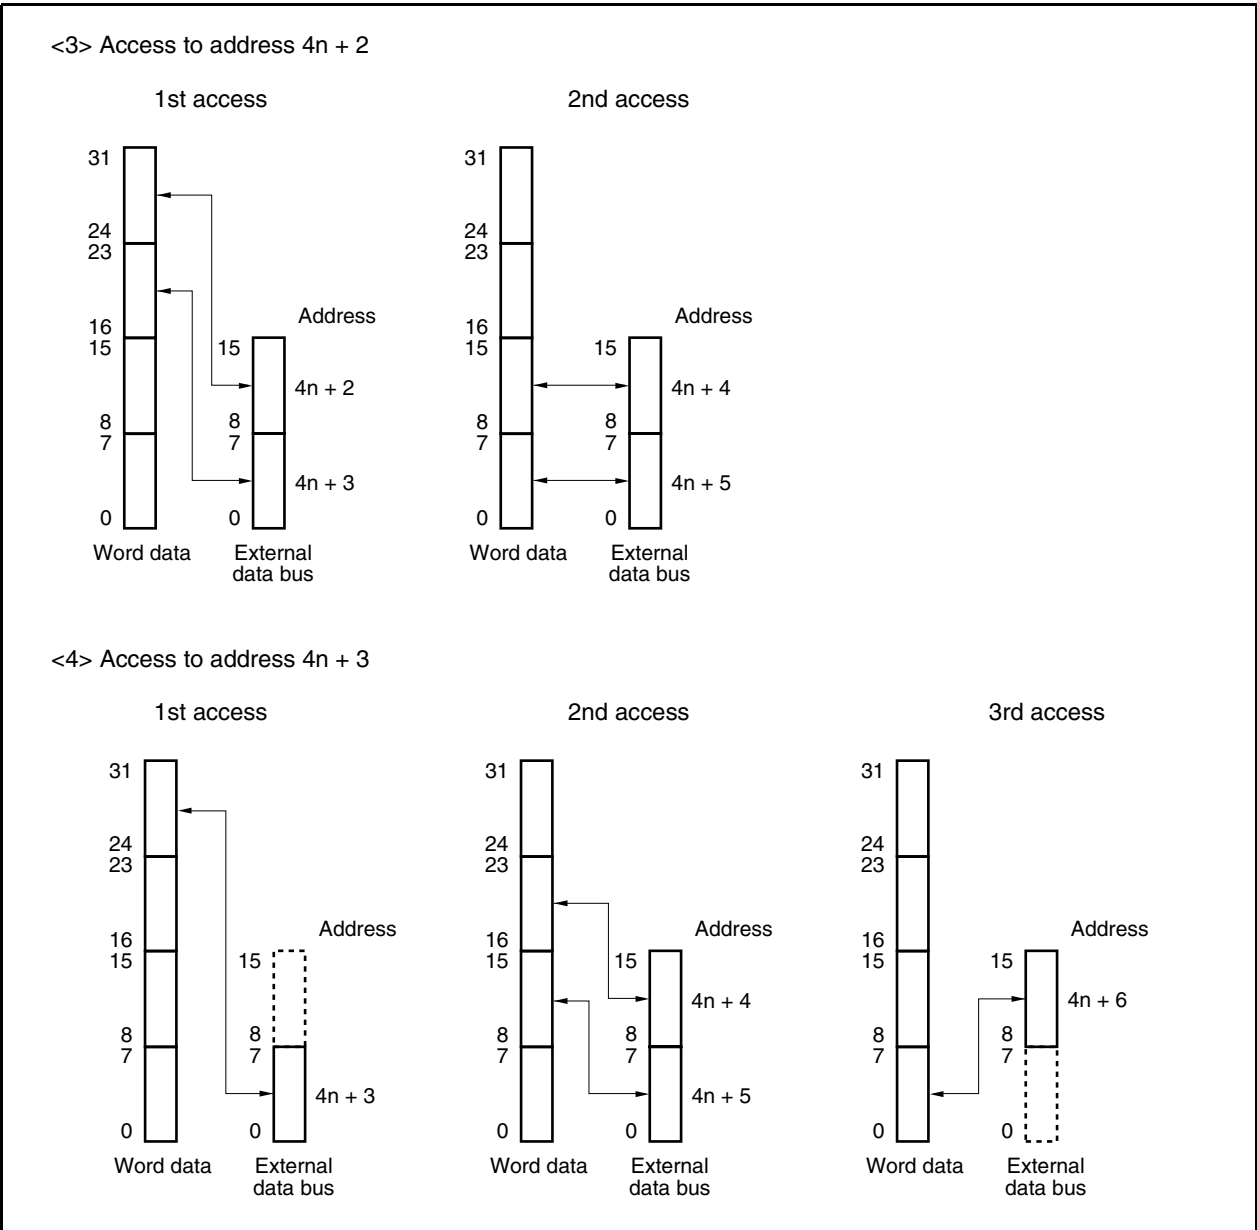 <3> Access to address 4n + 2
1st access
31
24
23
16
15
8
7
0
Word data
Address
15
4n + 2
8
7
4n + 3
0
External
data bus
2nd access
31
24
23
16
15
8
7
0
Word data
Address
15
4n + 4
8
7
4n + 5
0
External
data bus
<4> Access to address 4n + 3
1st access
31
24
23
16
15
8
7
0
Word data
Address
15
8
7
4n + 3
0
External
data bus
2nd access
31
24
23
16
15
8
7
0
Word data
Address
15
4n + 4
8
7
4n + 5
0
External
data bus
3rd access
31
24
23
16
15
8
7
0
Word data
Address
15
4n + 6
8
7
0
External
data bus